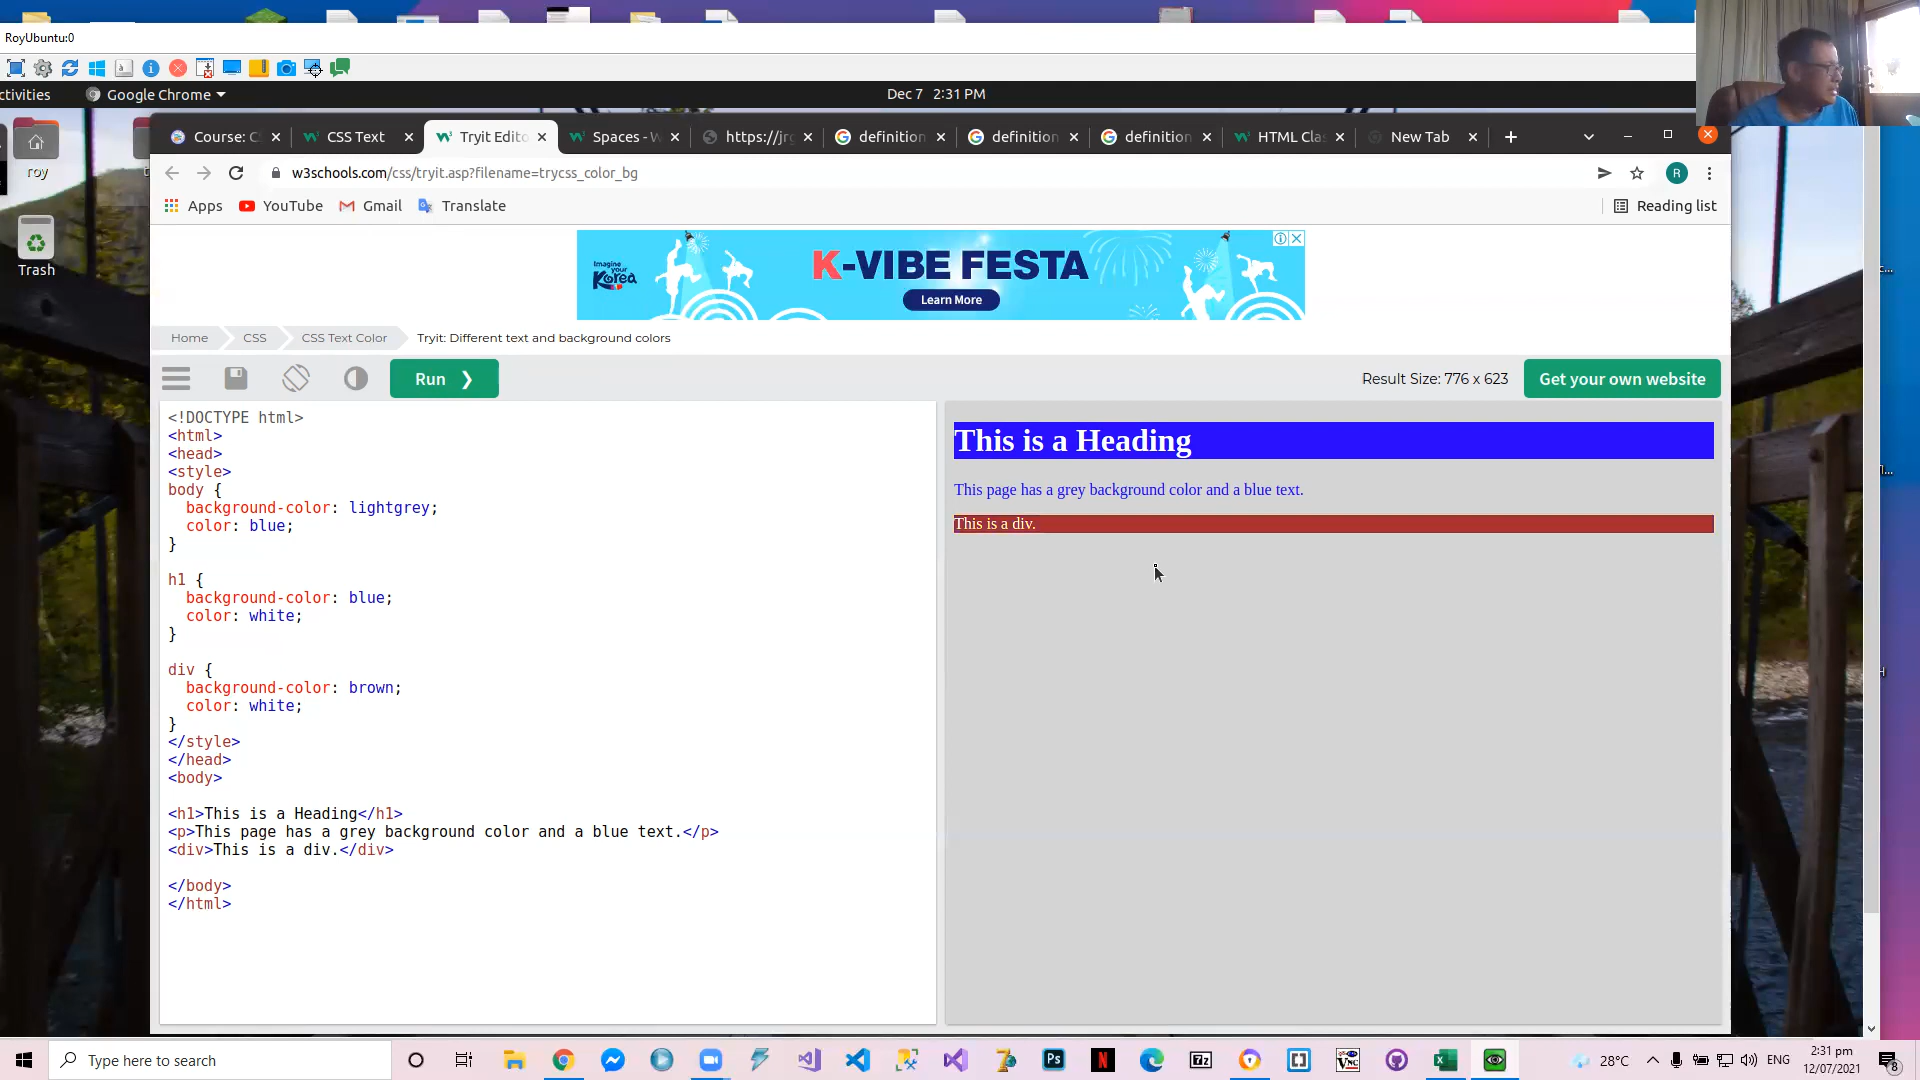 RoyUbuntu:0
ctivities
Google Chrome
Dec 7 2:31 PM
Course: C
CSS Text
Tryit Edito
Spaces - W
https://jrg
definition
definition
definition
HTML Cla
New Tab
w3schools.com/css/tryit.asp?filename=trycss_color_bg
R
Apps
YouTube
Gmail
Translate
Reading list
roy
Trash
Imagine
your
Korea
K-VIBE FESTA
Learn More
Home
CSS
CSS Text Color
Tryit: Different text and background colors
Run ❯
Result Size: 776 x 623
Get your own website
<!DOCTYPE html>
<html>
<head>
<style>
body {
  background-color: lightgrey;
  color: blue;
}
h1 {
  background-color: blue;
  color: white;
}
div {
  background-color: brown;
  color: white;
}
</style>
</head>
<body>
<h1>This is a Heading</h1>
<p>This page has a grey background color and a blue text.</p>
<div>This is a div.</div>
</body>
</html>
This is a Heading
This page has a grey background color and a blue text.
This is a div.
Type here to search
Ps
N
7z
28°C
ENG
2:31 pm
12/07/2021
8